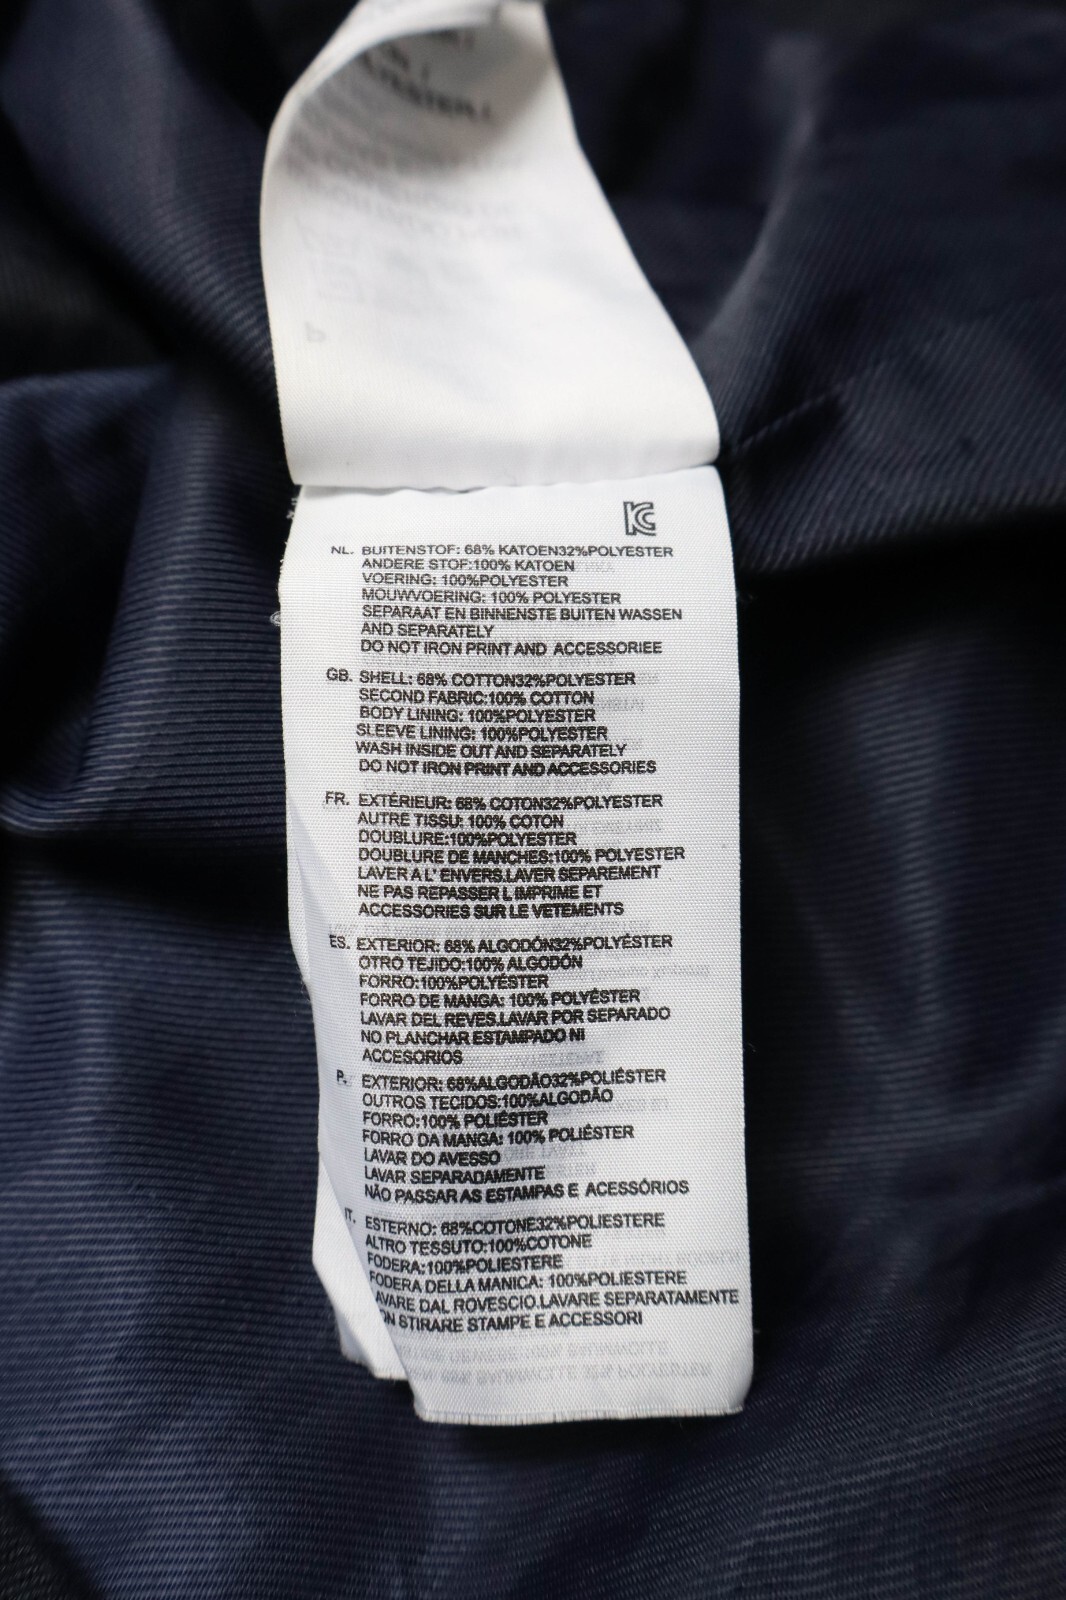 KC
NL. BUITENSTOF: 68% KATOEN32%POLYESTER
ANDERE STOF:100% KATOEN
VOERING: 100%POLYESTER
MOUWVOERING: 100% POLYESTER
SEPARAAT EN BINNENSTE BUITEN WASSEN
AND SEPARATELY
DO NOT IRON PRINT AND ACCESSORIEE
GB. SHELL: 68% COTTON32%POLYESTER
SECOND FABRIC:100% COTTON
BODY LINING: 100%POLYESTER
SLEEVE LINING: 100%POLYESTER
WASH INSIDE OUT AND SEPARATELY
DO NOT IRON PRINT AND ACCESSORIES
FR. EXTÉRIEUR: 68% COTON32%POLYESTER
AUTRE TISSU: 100% COTON
DOUBLURE:100%POLYESTER
DOUBLURE DE MANCHES:100% POLYESTER
LAVER A L' ENVERS.LAVER SEPAREMENT
NE PAS REPASSER L IMPRIME ET
ACCESSORIES SUR LE VETEMENTS
ES. EXTERIOR: 68% ALGODÓN32%POLYÉSTER
OTRO TEJIDO:100% ALGODÓN
FORRO:100%POLYÉSTER
FORRO DE MANGA: 100% POLYÉSTER
LAVAR DEL REVES.LAVAR POR SEPARADO
NO PLANCHAR ESTAMPADO NI
ACCESORIOS
P. EXTERIOR: 68%ALGODÃO32%POLIÉSTER
OUTROS TECIDOS:100%ALGODÃO
FORRO:100% POLIÉSTER
FORRO DA MANGA: 100% POLIÉSTER
LAVAR DO AVESSO
LAVAR SEPARADAMENTE
NÃO PASSAR AS ESTAMPAS E ACESSÓRIOS
IT. ESTERNO: 68%COTONE32%POLIESTERE
ALTRO TESSUTO:100%COTONE
FODERA:100%POLIESTERE
FODERA DELLA MANICA: 100%POLIESTERE
AVARE DAL ROVESCIO.LAVARE SEPARATAMENTE
ON STIRARE STAMPE E ACCESSORI